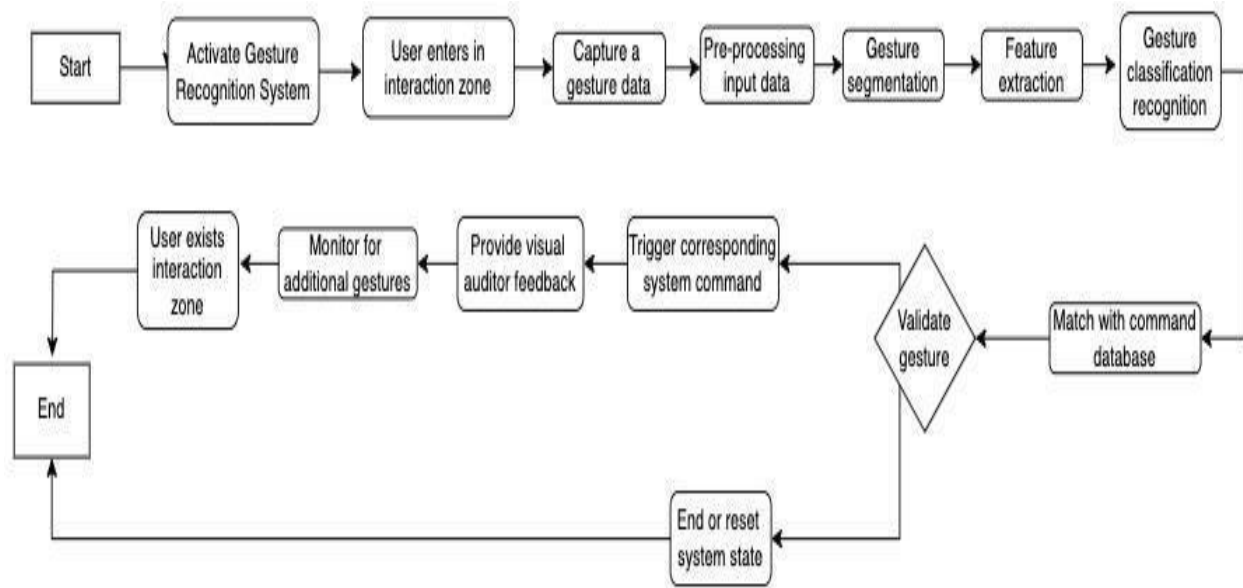 Start
Activate Gesture
Recognition System
User enters in
interaction zone
Capture a
gesture data
Pre-processing
input data
Gesture
segmentation
Feature
extraction
Gesture
classification
recognition
User exists
interaction
zone
Monitor for
additional gestures
Provide visual
auditor feedback
Trigger corresponding
system command
Validate
gesture
Match with command
database
End
End or reset
system state